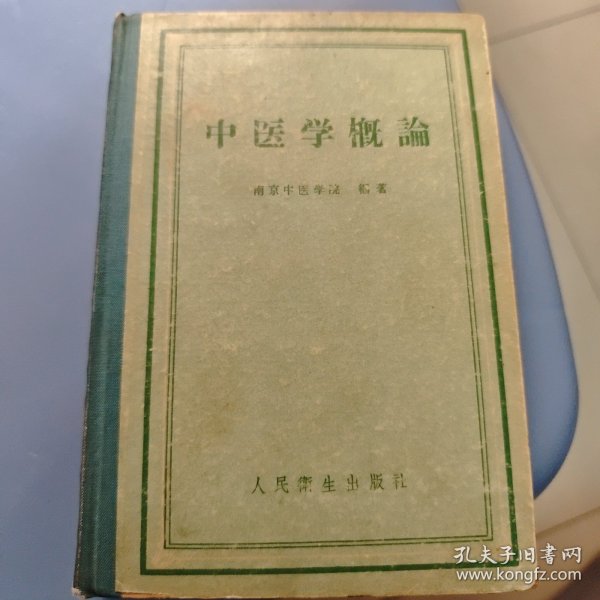 中医学概論
南京中医学院 編著
人民衛生出版社
孔夫子旧書网
www.kongfz.com